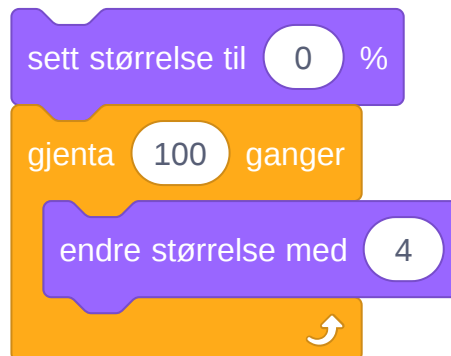 sett størrelse til 0 %
gjenta 100 ganger
endre størrelse med 4